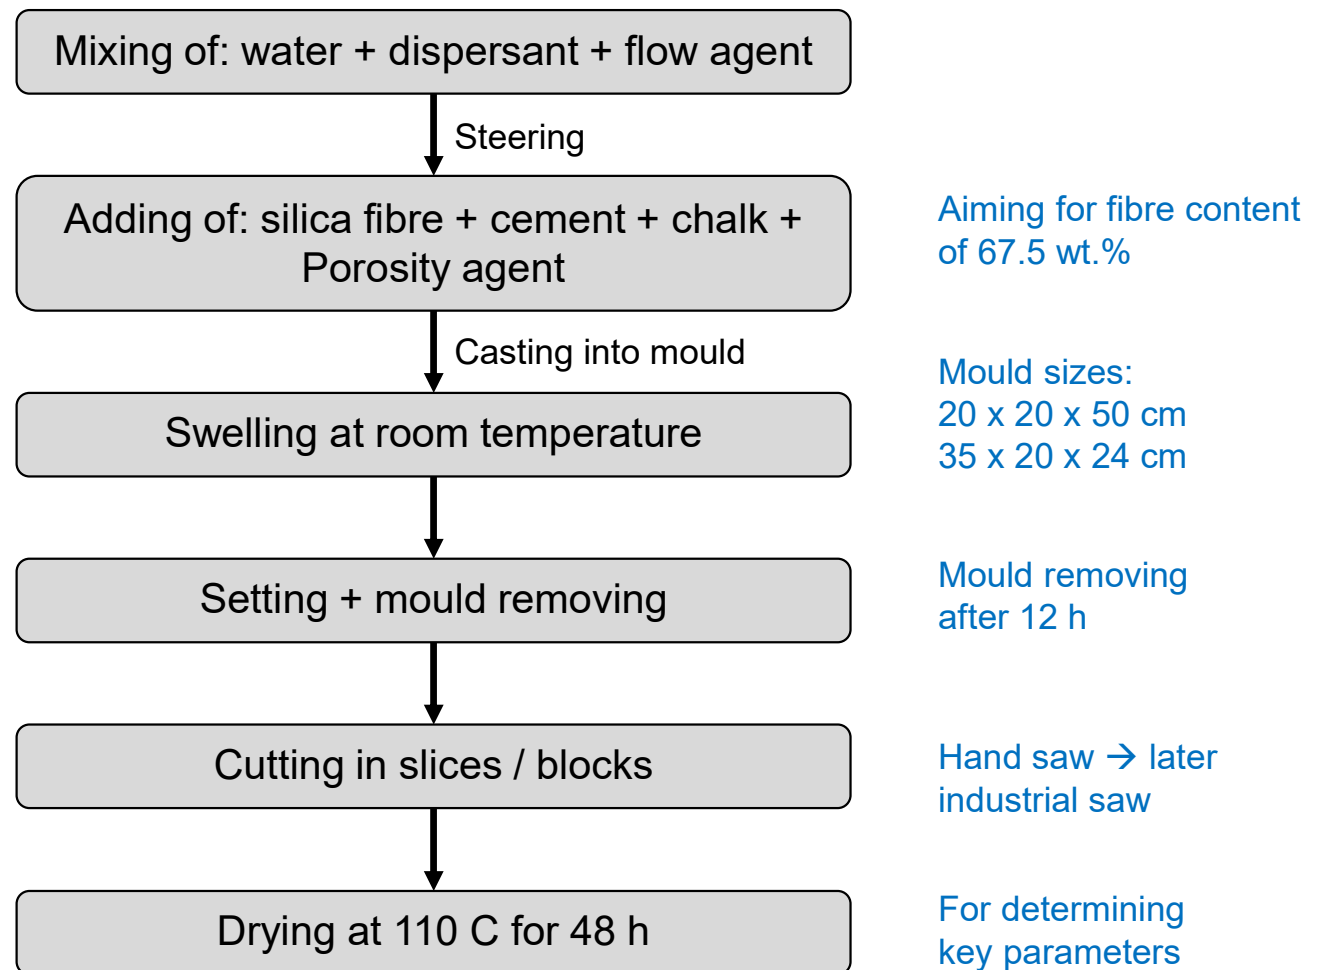 Mixing of: water + dispersant + flow agent
Steering
Adding of: silica fibre + cement + chalk +
Porosity agent
Aiming for fibre content
of 67.5 wt.%
Casting into mould
Swelling at room temperature
Mould sizes:
20 x 20 x 50 cm
35 x 20 x 24 cm
Setting + mould removing
Mould removing
after 12 h
Cutting in slices / blocks
Hand saw → later
industrial saw
Drying at 110 C for 48 h
For determining
key parameters